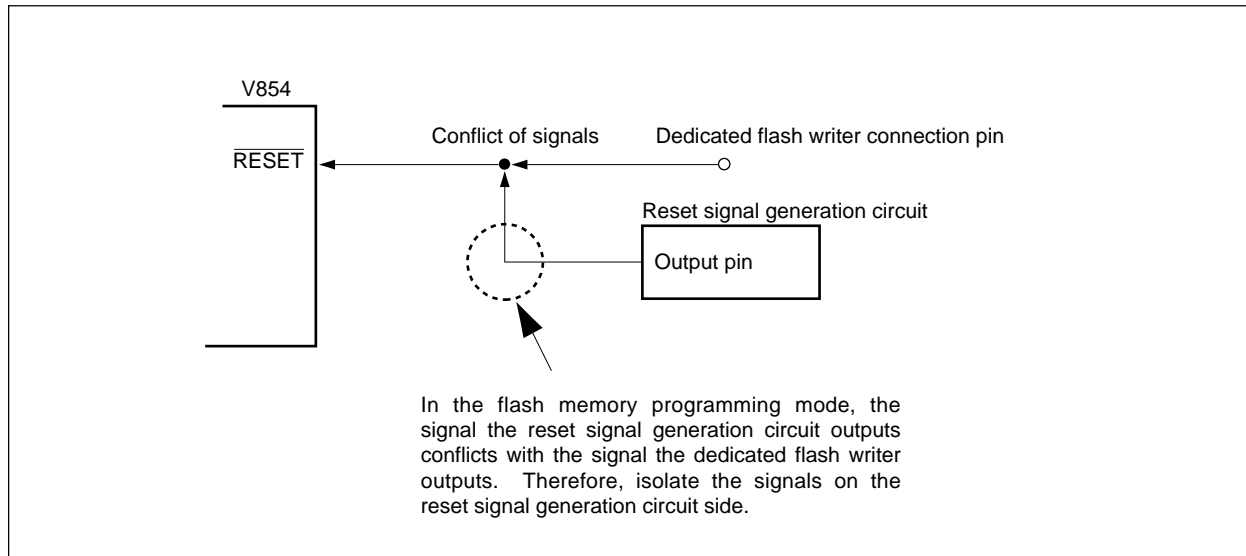 V854
Conflict of signals
Dedicated flash writer connection pin
RESET
Reset signal generation circuit
Output pin
In the flash memory programming mode, the
signal the reset signal generation circuit outputs
conflicts with the signal the dedicated flash writer
outputs. Therefore, isolate the signals on the
reset signal generation circuit side.